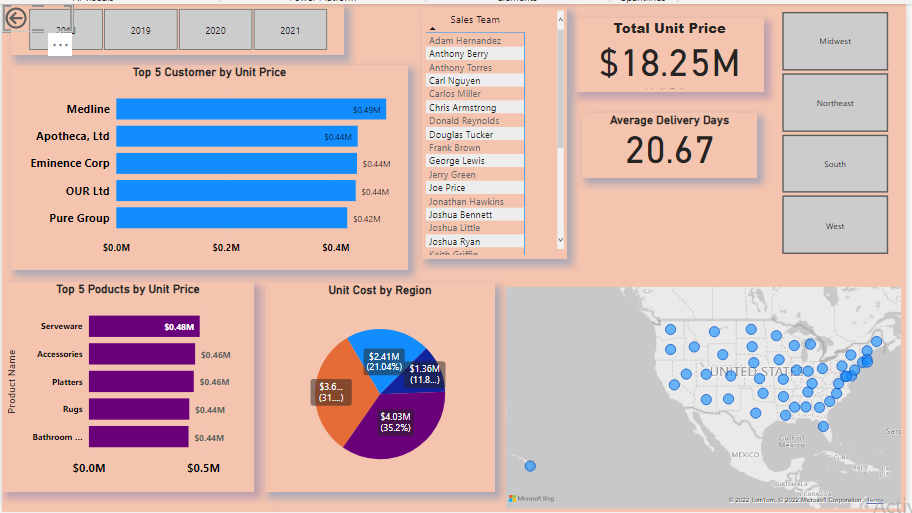 2019
2020
2021
Top 5 Customer by Unit Price
Medline
$0.49M
Apotheca, Ltd
$0.44M
Eminence Corp
$0.44M
OUR Ltd
$0.44M
Pure Group
$0.42M
$0.0M
$0.2M
$0.4M
Sales Team
Adam Hernandez
Anthony Berry
Anthony Torres
Carl Nguyen
Carlos Miller
Chris Armstrong
Donald Reynolds
Douglas Tucker
Frank Brown
George Lewis
Jerry Green
Joe Price
Jonathan Hawkins
Joshua Bennett
Joshua Little
Joshua Ryan
Keith Griffin
Total Unit Price
$18.25M
Average Delivery Days
20.67
Midwest
Northeast
South
West
Top 5 Poducts by Unit Price
Product Name
Serveware
$0.48M
Accessories
$0.46M
Platters
$0.46M
Rugs
$0.44M
Bathroom ...
$0.44M
$0.0M
$0.5M
Unit Cost by Region
$2.41M
(21.04%)
$1.36M
(11.8...)
$3.6...
(31....)
$4.03M
(35.2%)
UNITED STATES
Gulf of
Mexico
MEXICO
CUBA
HAITI
GUATEMALA
NICARAGUA
Microsoft Bing
© 2022 TomTom, © 2022 Microsoft Corporation Terms